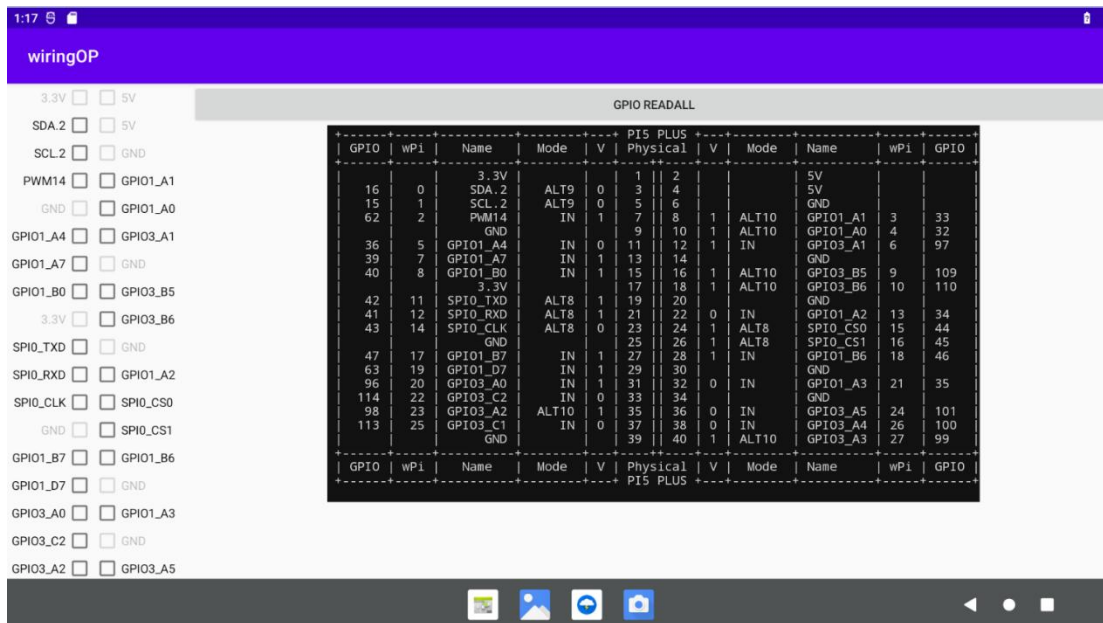 1:17
wiringOP
3.3V 5V
SDA.2 5V
SCL.2 GND
PWM14 GPIO1_A1
GND GPIO1_A0
GPIO1_A4 GPIO3_A1
GPIO1_A7 GND
GPIO1_B0 GPIO3_B5
3.3V GPIO3_B6
SPI0_TXD GND
SPI0_RXD GPIO1_A2
SPI0_CLK SPI0_CS0
GND SPI0_CS1
GPIO1_B7 GPIO1_B6
GPIO1_D7 GND
GPIO3_A0 GPIO1_A3
GPIO3_C2 GND
GPIO3_A2 GPIO3_A5
GPIO READALL
+------+-----+----------+--------+---+ PI5 PLUS +---+--------+----------+-----+------+
| GPIO | wPi | Name | Mode | V | Physical | V | Mode | Name | wPi | GPIO |
+------+-----+----------+--------+---+----++----+---+--------+----------+-----+------+
| | | 3.3V | | | 1 || 2 | | | 5V | | |
| 16 | 0 | SDA.2 | ALT9 | 0 | 3 || 4 | | | 5V | | |
| 15 | 1 | SCL.2 | ALT9 | 0 | 5 || 6 | | | GND | | |
| 62 | 2 | PWM14 | IN | 1 | 7 || 8 | 1 | ALT10 | GPIO1_A1 | 3 | 33 |
| | | GND | | | 9 || 10 | 1 | ALT10 | GPIO1_A0 | 4 | 32 |
| 36 | 5 | GPIO1_A4 | IN | 0 | 11 || 12 | 1 | IN | GPIO3_A1 | 6 | 97 |
| 39 | 7 | GPIO1_A7 | IN | 1 | 13 || 14 | | | GND | | |
| 40 | 8 | GPIO1_B0 | IN | 1 | 15 || 16 | 1 | ALT10 | GPIO3_B5 | 9 | 109 |
| | | 3.3V | | | 17 || 18 | 1 | ALT10 | GPIO3_B6 | 10 | 110 |
| 42 | 11 | SPI0_TXD | ALT8 | 1 | 19 || 20 | | | GND | | |
| 41 | 12 | SPI0_RXD | ALT8 | 1 | 21 || 22 | 0 | IN | GPIO1_A2 | 13 | 34 |
| 43 | 14 | SPI0_CLK | ALT8 | 0 | 23 || 24 | 1 | ALT8 | SPI0_CS0 | 15 | 44 |
| | | GND | | | 25 || 26 | 1 | ALT8 | SPI0_CS1 | 16 | 45 |
| 47 | 17 | GPIO1_B7 | IN | 1 | 27 || 28 | 1 | IN | GPIO1_B6 | 18 | 46 |
| 63 | 19 | GPIO1_D7 | IN | 1 | 29 || 30 | | | GND | | |
| 96 | 20 | GPIO3_A0 | IN | 1 | 31 || 32 | 0 | IN | GPIO1_A3 | 21 | 35 |
| 114 | 22 | GPIO3_C2 | IN | 0 | 33 || 34 | | | GND | | |
| 98 | 23 | GPIO3_A2 | ALT10 | 1 | 35 || 36 | 0 | IN | GPIO3_A5 | 24 | 101 |
| 113 | 25 | GPIO3_C1 | IN | 0 | 37 || 38 | 0 | IN | GPIO3_A4 | 26 | 100 |
| | | GND | | | 39 || 40 | 1 | ALT10 | GPIO3_A3 | 27 | 99 |
+------+-----+----------+--------+---+----++----+---+--------+----------+-----+------+
| GPIO | wPi | Name | Mode | V | Physical | V | Mode | Name | wPi | GPIO |
+------+-----+----------+--------+---+ PI5 PLUS +---+--------+----------+-----+------+